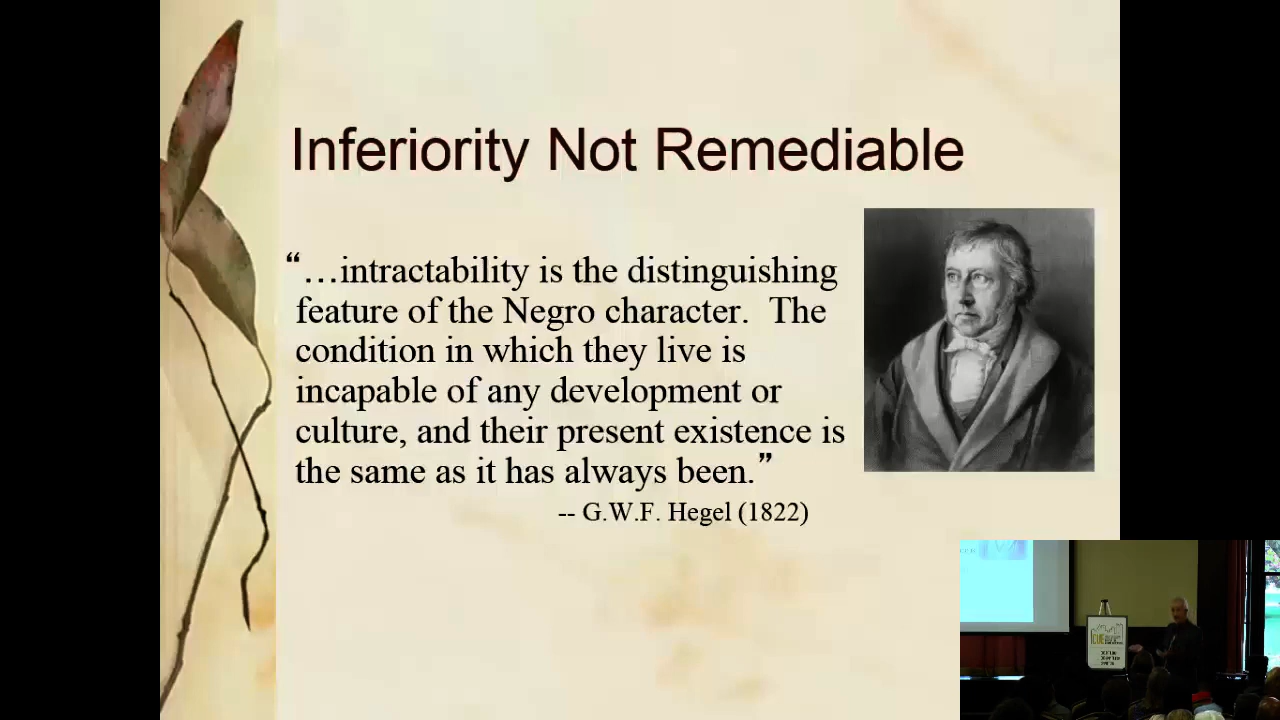 Inferiority Not Remediable
“…intractability is the distinguishing
feature of the Negro character.  The
condition in which they live is
incapable of any development or
culture, and their present existence is
the same as it has always been.”
-- G.W.F. Hegel (1822)
CUE